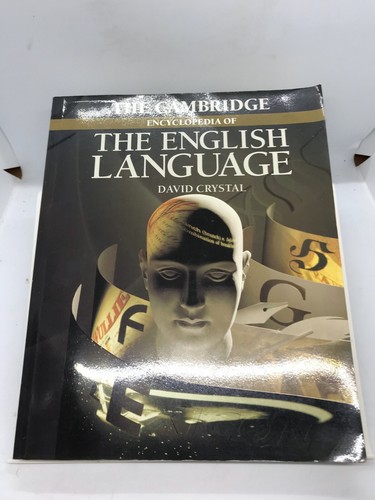 THE CAMBRIDGE
ENCYCLOPEDIA OF
THE ENGLISH
LANGUAGE
DAVID CRYSTAL
S
G
F
E